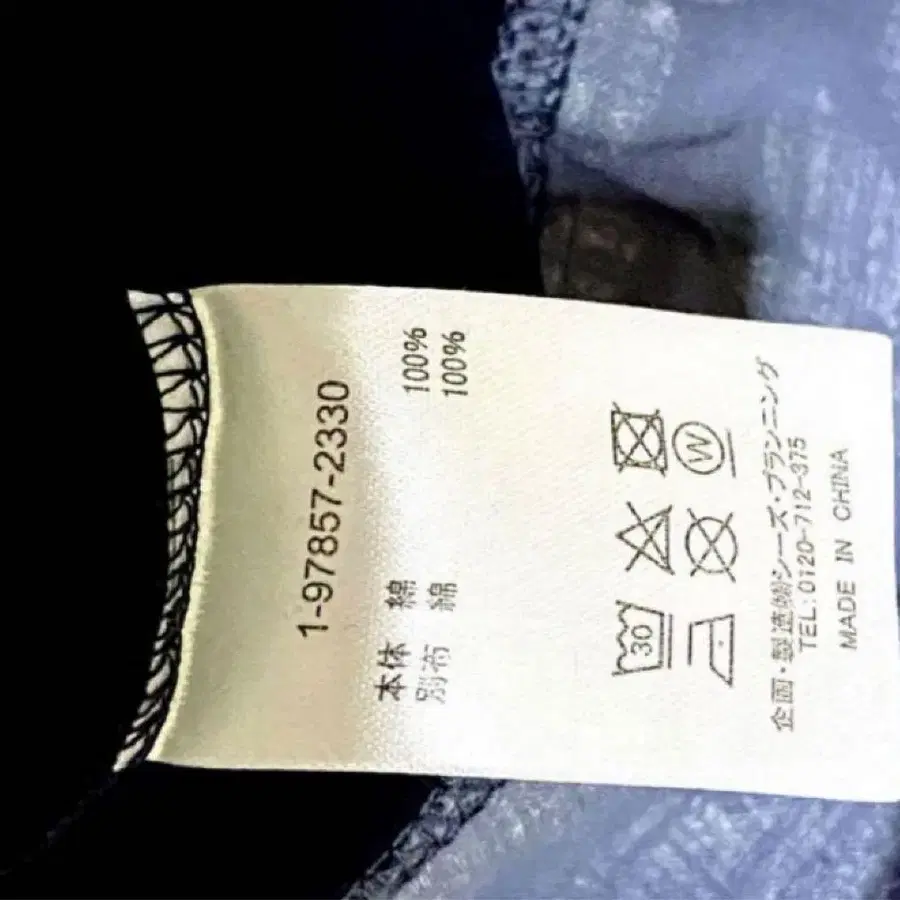 1-97857-2330
本体 綿 100%
別布 綿 100%
30
W
企画・製造㈱シーズ・プランニング
TEL:0120-712-375
MADE IN CHINA